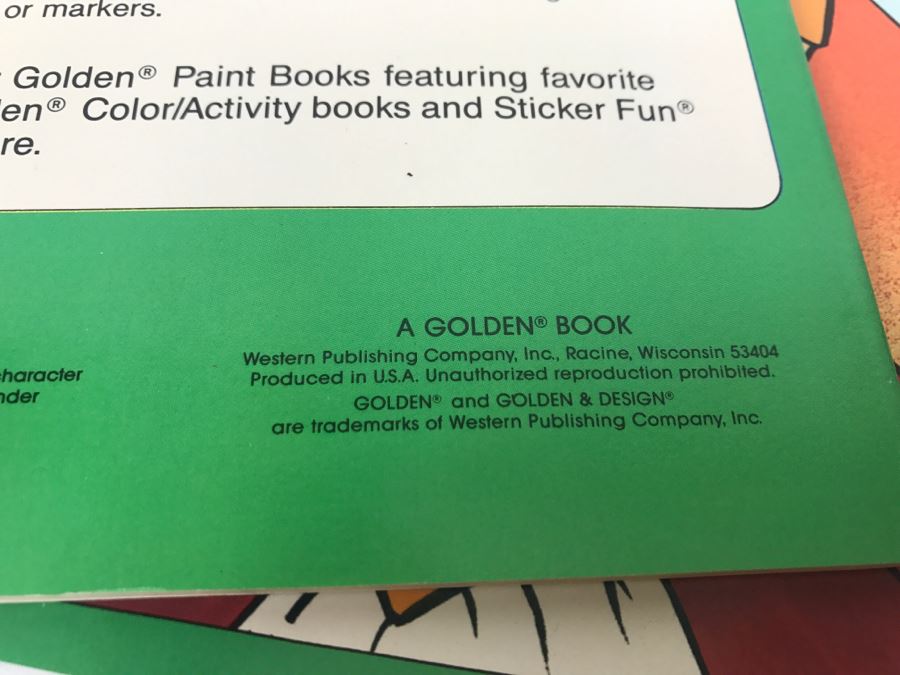 or markers.
Golden® Paint Books featuring favorite
en® Color/Activity books and Sticker Fun®
re.
A GOLDEN® BOOK
Western Publishing Company, Inc., Racine, Wisconsin 53404
Produced in U.S.A. Unauthorized reproduction prohibited.
haracter
nder
GOLDEN® and GOLDEN & DESIGN®
are trademarks of Western Publishing Company, Inc.